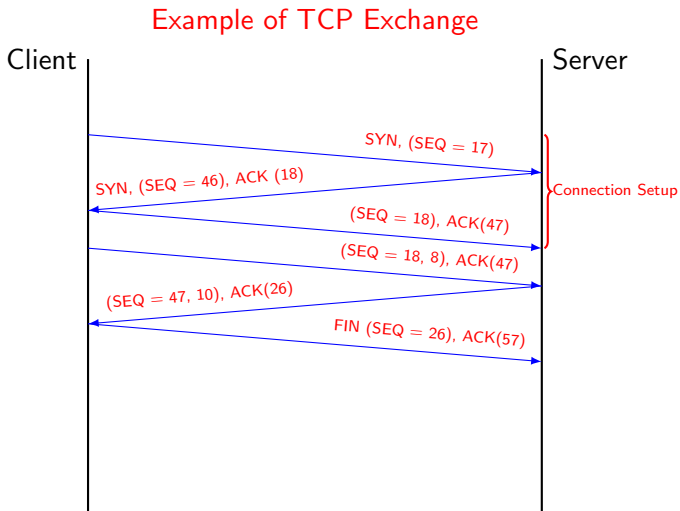 Example of TCP Exchange
Client
Server
SYN, (SEQ = 17)
SYN, (SEQ = 46), ACK (18)
Connection Setup
(SEQ = 18), ACK(47)
(SEQ = 18, 8), ACK(47)
(SEQ = 47, 10), ACK(26)
FIN (SEQ = 26), ACK(57)